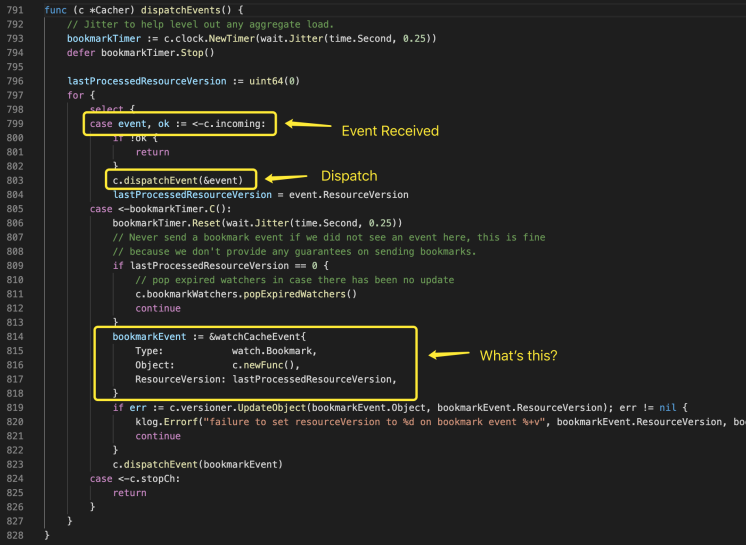 791 func (c *Cacher) dispatchEvents() {
792 // Jitter to help level out any aggregate load.
793 bookmarkTimer := c.clock.NewTimer(wait.Jitter(time.Second, 0.25))
794 defer bookmarkTimer.Stop()
795
796 lastProcessedResourceVersion := uint64(0)
797 for {
798 select {
799 case event, ok := <-c.incoming:
Event Received
800 if !ok {
801 return
802 }
803 c.dispatchEvent(&event)
Dispatch
804 lastProcessedResourceVersion = event.ResourceVersion
805 case <-bookmarkTimer.C():
806 bookmarkTimer.Reset(wait.Jitter(time.Second, 0.25))
807 // Never send a bookmark event if we did not see an event here, this is fine
808 // because we don't provide any guarantees on sending bookmarks.
809 if lastProcessedResourceVersion == 0 {
810 // pop expired watchers in case there has been no update
811 c.bookmarkWatchers.popExpiredWatchers()
812 continue
813 }
814 bookmarkEvent := &watchCacheEvent{
815 Type: watch.Bookmark,
What's this?
816 Object: c.newFunc(),
817 ResourceVersion: lastProcessedResourceVersion,
818 }
819 if err := c.versioner.UpdateObject(bookmarkEvent.Object, bookmarkEvent.ResourceVersion); err != nil {
820 klog.Errorf("failure to set resourceVersion to %d on bookmark event %+v", bookmarkEvent.ResourceVersion, bo
821 continue
822 }
823 c.dispatchEvent(bookmarkEvent)
824 case <-c.stopCh:
825 return
826 }
827 }
828 }